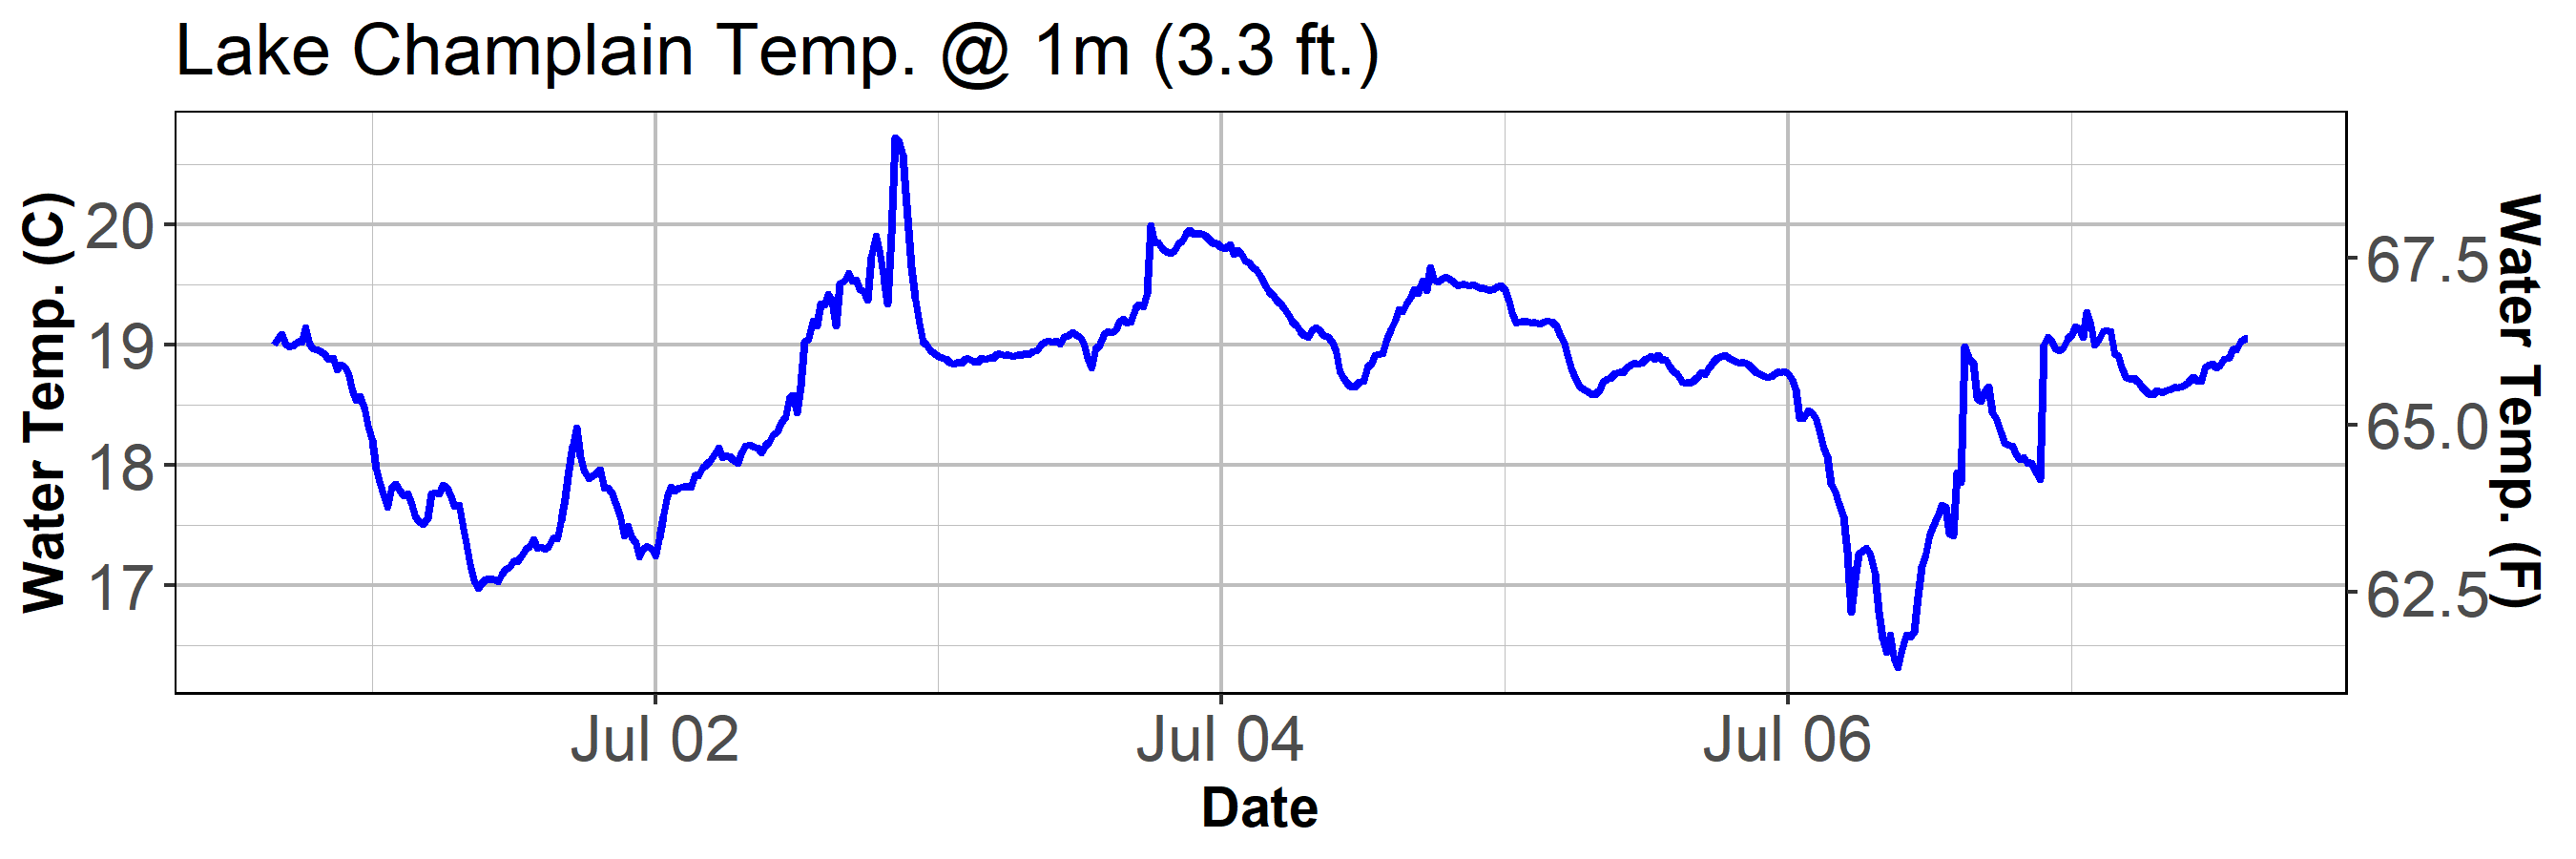 Lake Champlain Temp. @ 1m (3.3 ft.)
Water Temp. (C)
20
19
18
17
67.5
65.0
62.5
Water Temp. (F)
Jul 02
Jul 04
Jul 06
Date